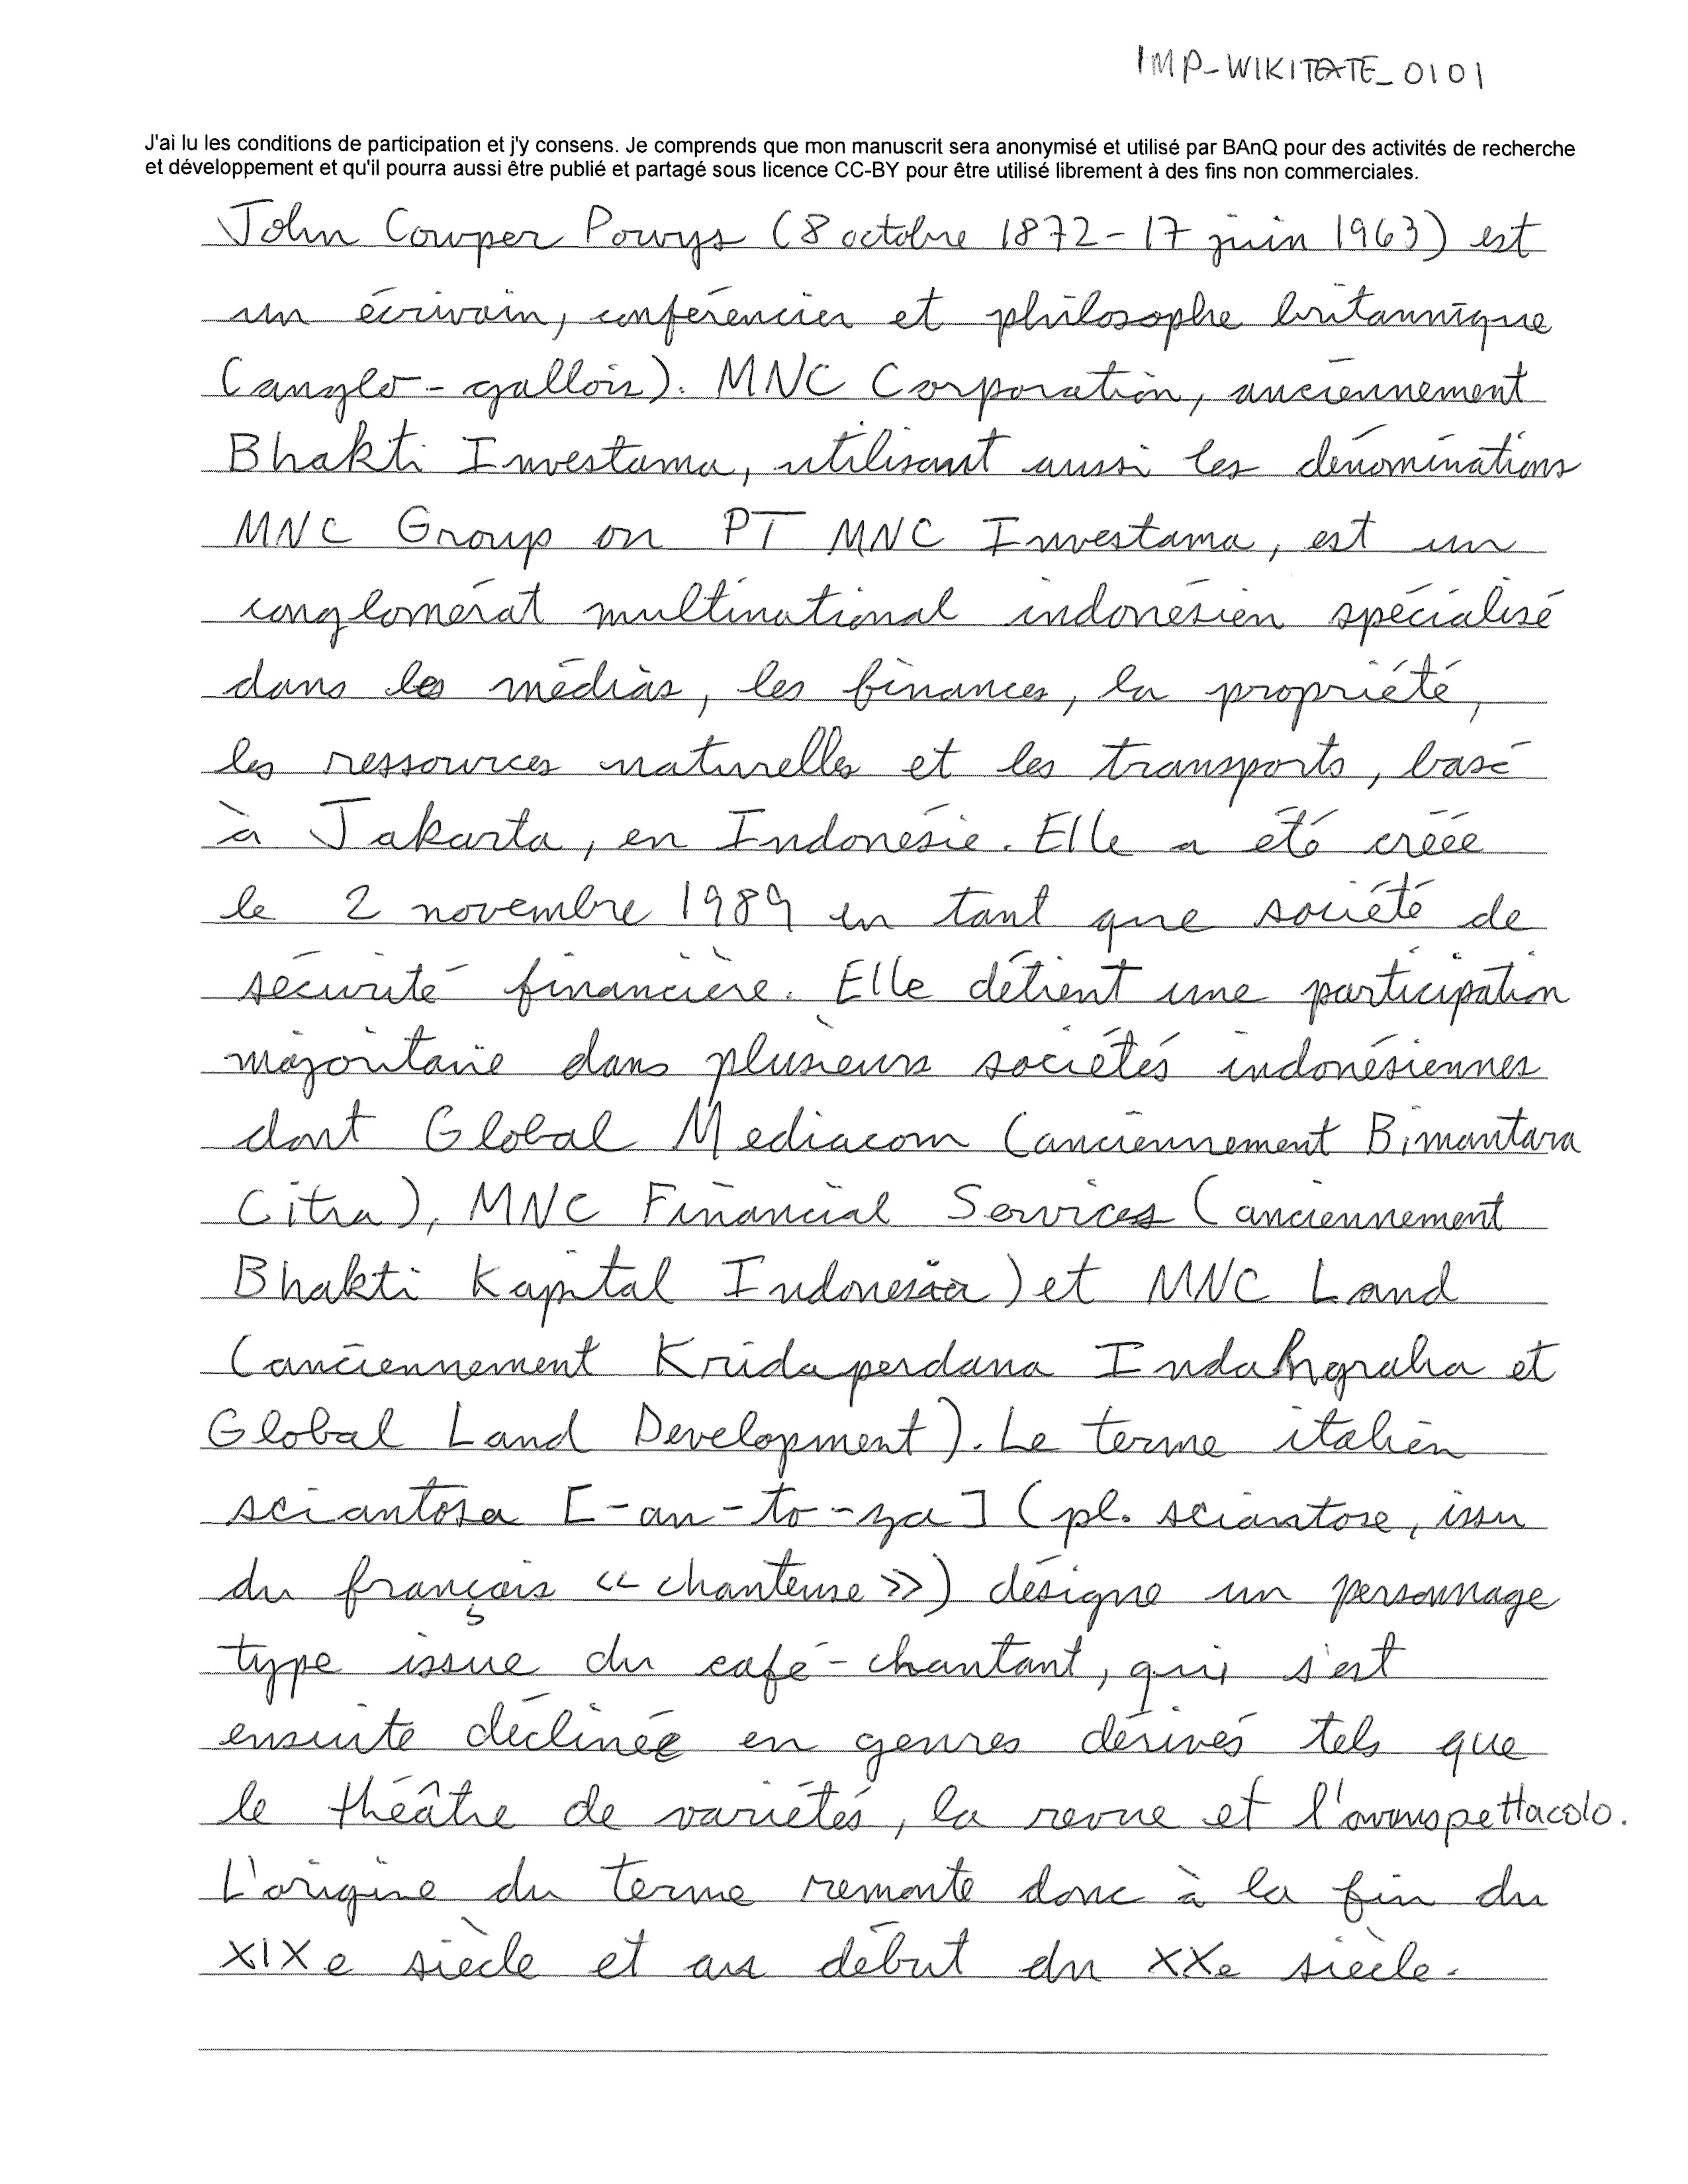 IMP-WIKITEXTE_0101
J'ai lu les conditions de participation et j'y consens. Je comprends que mon manuscrit sera anonymisé et utilisé par BAnQ pour des activités de recherche
et développement et qu'il pourra aussi être publié et partagé sous licence CC-BY pour être utilisé librement à des fins non commerciales.
John Cowper Powys (8 octobre 1872-17 juin 1963) est
un écrivain, conférencier et philosophe britannique
(anglo-gallois). MNC Corporation, anciennement
Bhakti Investama, utilisant aussi les dénominations
MNC Group ou PT MNC Investama, est un
conglomérat multinational indonésien spécialisé
dans les médias, les finances, la propriété,
les ressources naturelles et les transports, basé
à Jakarta, en Indonésie. Elle a été créée
le 2 novembre 1989 en tant que société de
sécurité financière. Elle détient une participation
majoritaire dans plusieurs sociétés indonésiennes
dont Global Mediacom (anciennement Bimantara
Citra), MNC Financial Services (anciennement
Bhakti Kapital Indonesia) et MNC Land
(anciennement Kridaperdana Indahgraha et
Global Land Development). Le terme italien
sciantosa [-an-to-za] (pl. sciantose, issu
du français « chanteuse ») désigne un personnage
type issue du café-chantant, qui s'est
ensuite déclinée en genres dérivés tels que
le théâtre de variétés, la revue et l'avanspettacolo.
L'origine du terme remonte donc à la fin du
XIXe siècle et au début du XXe siècle.